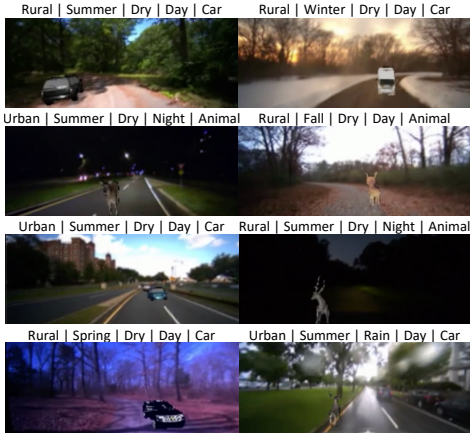 Rural | Summer | Dry | Day | Car
Rural | Winter | Dry | Day | Car
Urban | Summer | Dry | Night | Animal
Rural | Fall | Dry | Day | Animal
Urban | Summer | Dry | Day | Car
Rural | Summer | Dry | Night | Animal
Rural | Spring | Dry | Day | Car
Urban | Summer | Rain | Day | Car